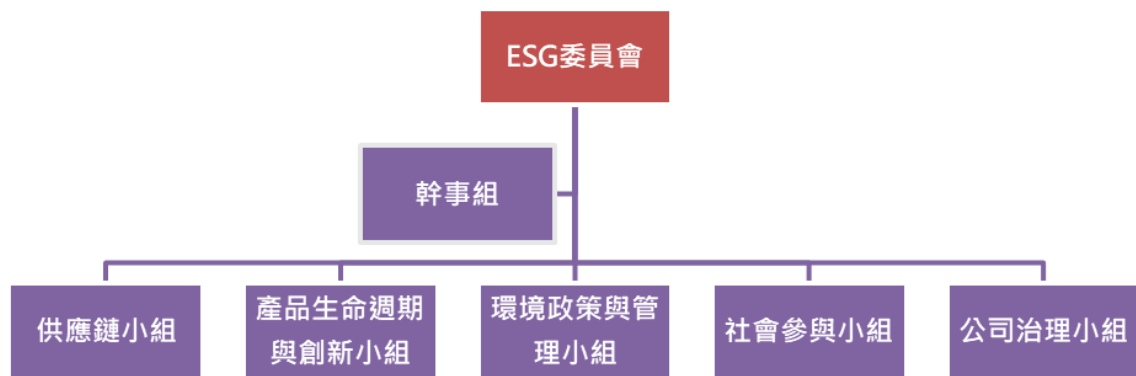 ESG委員會
幹事組
供應鏈小組
產品生命週期
與創新小組
環境政策與管
理小組
社會參與小組
公司治理小組